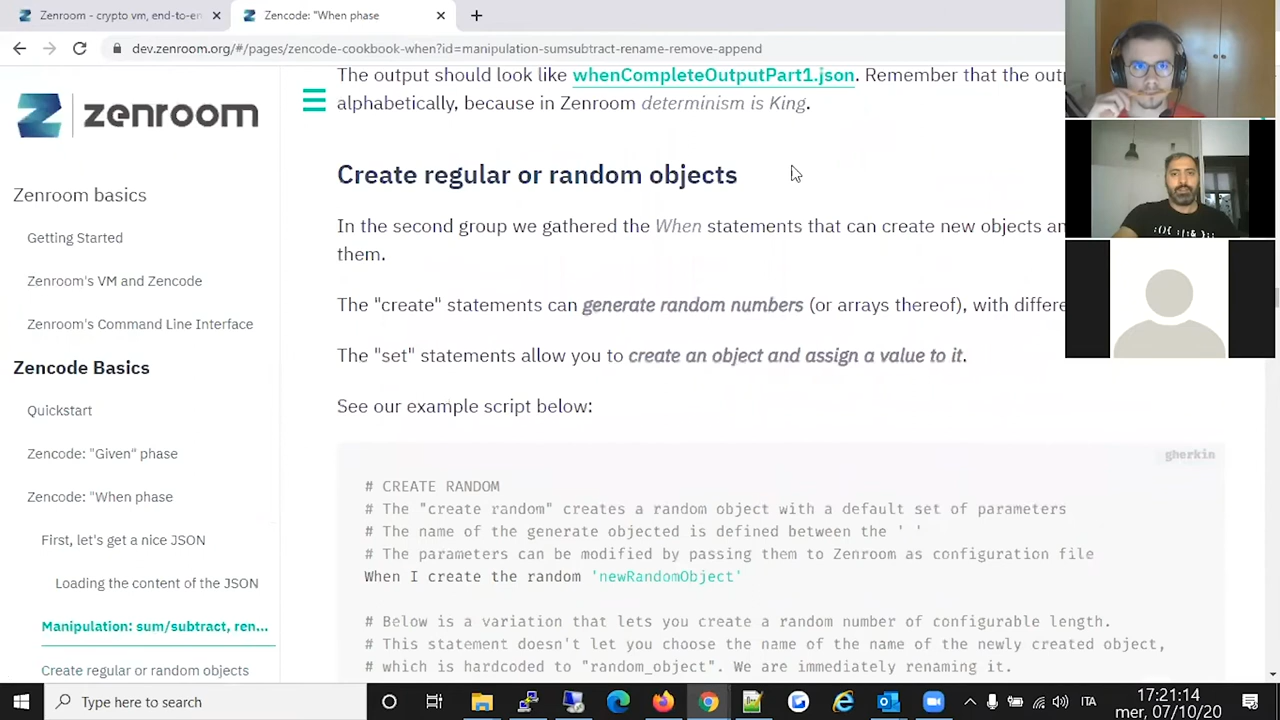 Zenroom - crypto vm, end-to-en
Zencode: "When phase
dev.zenroom.org/#/pages/zencode-cookbook-when?id=manipulation-sumsubtract-rename-remove-append
zenroom
Zenroom basics
Getting Started
Zenroom's VM and Zencode
Zenroom's Command Line Interface
Zencode Basics
Quickstart
Zencode: "Given" phase
Zencode: "When phase
First, let's get a nice JSON
Loading the content of the JSON
Manipulation: sum/subtract, ren...
Create regular or random objects
The output should look like whenCompleteOutputPart1.json. Remember that the outp
alphabetically, because in Zenroom determinism is King.
Create regular or random objects
In the second group we gathered the When statements that can create new objects an
them.
The "create" statements can generate random numbers (or arrays thereof), with differe
The "set" statements allow you to create an object and assign a value to it.
See our example script below:
gherkin
# CREATE RANDOM
# The "create random" creates a random object with a default set of parameters
# The name of the generate objected is defined between the ' '
# The parameters can be modified by passing them to Zenroom as configuration file
When I create the random 'newRandomObject'
# Below is a variation that lets you create a random number of configurable length.
# This statement doesn't let you choose the name of the name of the newly created object,
# which is hardcoded to "random_object". We are immediately renaming it.
Type here to search
ITA
17:21:14
mer, 07/10/20